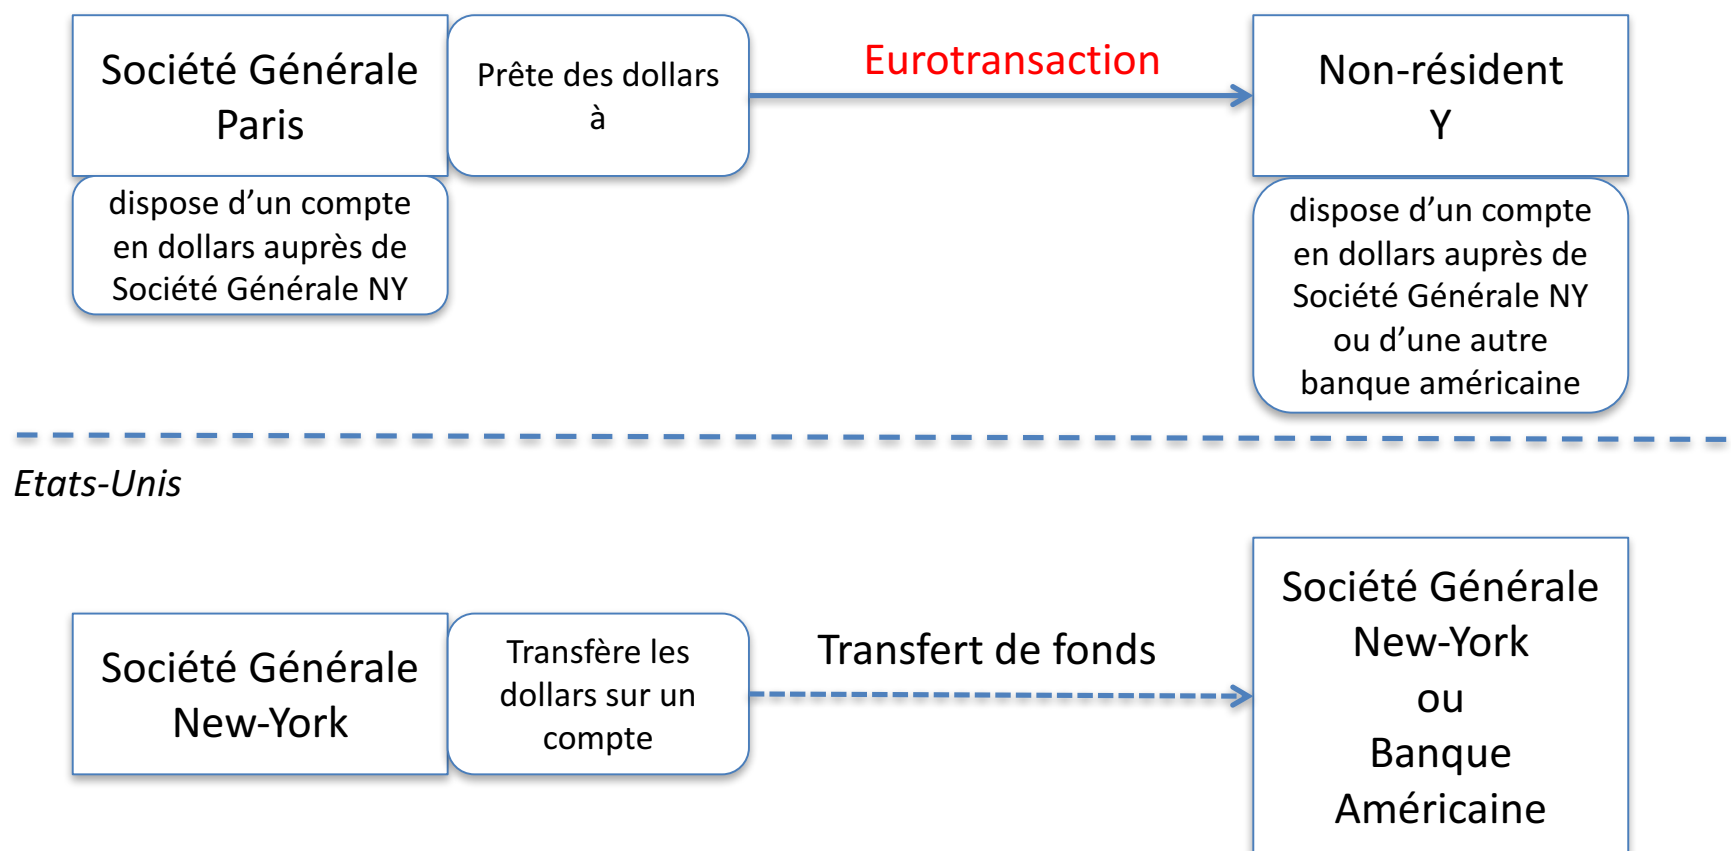 Société Générale
Paris
Prête des dollars
à
Eurotransaction
Non-résident
Y
dispose d’un compte
en dollars auprès de
Société Générale NY
dispose d’un compte
en dollars auprès de
Société Générale NY
ou d’une autre
banque américaine
Etats-Unis
Société Générale
New-York
Transfère les
dollars sur un
compte
Transfert de fonds
Société Générale
New-York
ou
Banque
Américaine